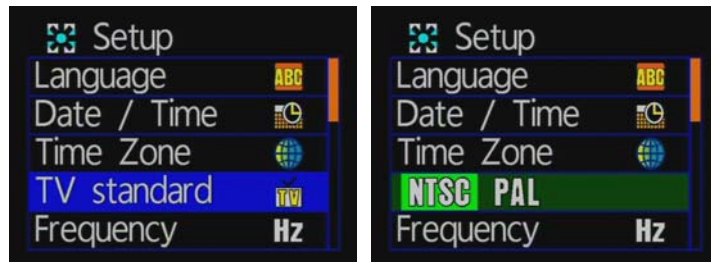 Setup
Language ABC
Date / Time
Time Zone
TV standard TV
Frequency Hz
Setup
Language ABC
Date / Time
Time Zone
NTSC PAL
Frequency Hz